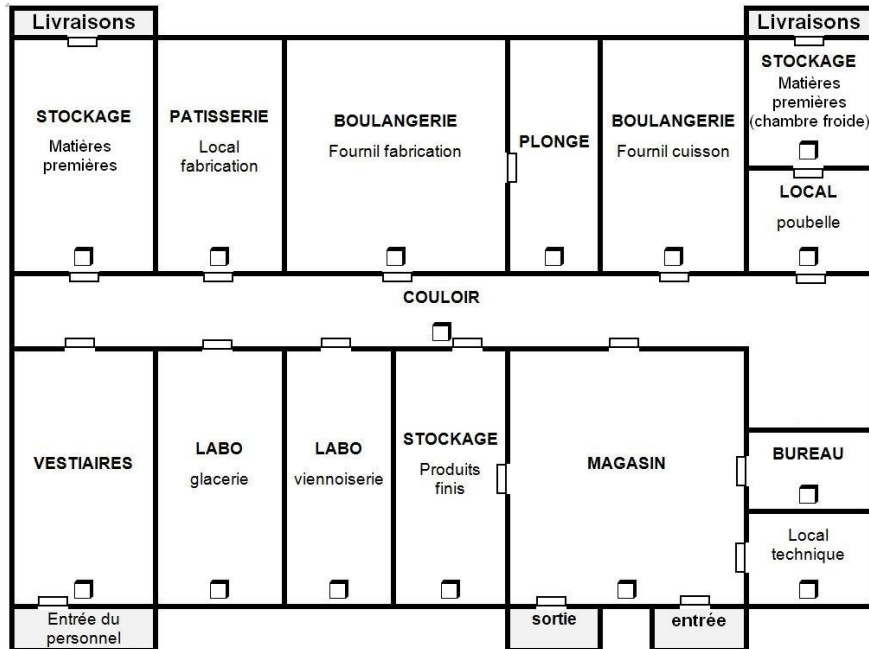 Livraisons
Livraisons
STOCKAGE
Matières
premières
PATISSERIE
Local
fabrication
BOULANGERIE
Fournil fabrication
PLONGE
BOULANGERIE
Fournil cuisson
STOCKAGE
Matières
premières
(chambre froide)
LOCAL
poubelle
COULOIR
VESTIAIRES
LABO
glacerie
LABO
viennoiserie
STOCKAGE
Produits
finis
MAGASIN
BUREAU
Local
technique
Entrée du
personnel
sortie
entrée